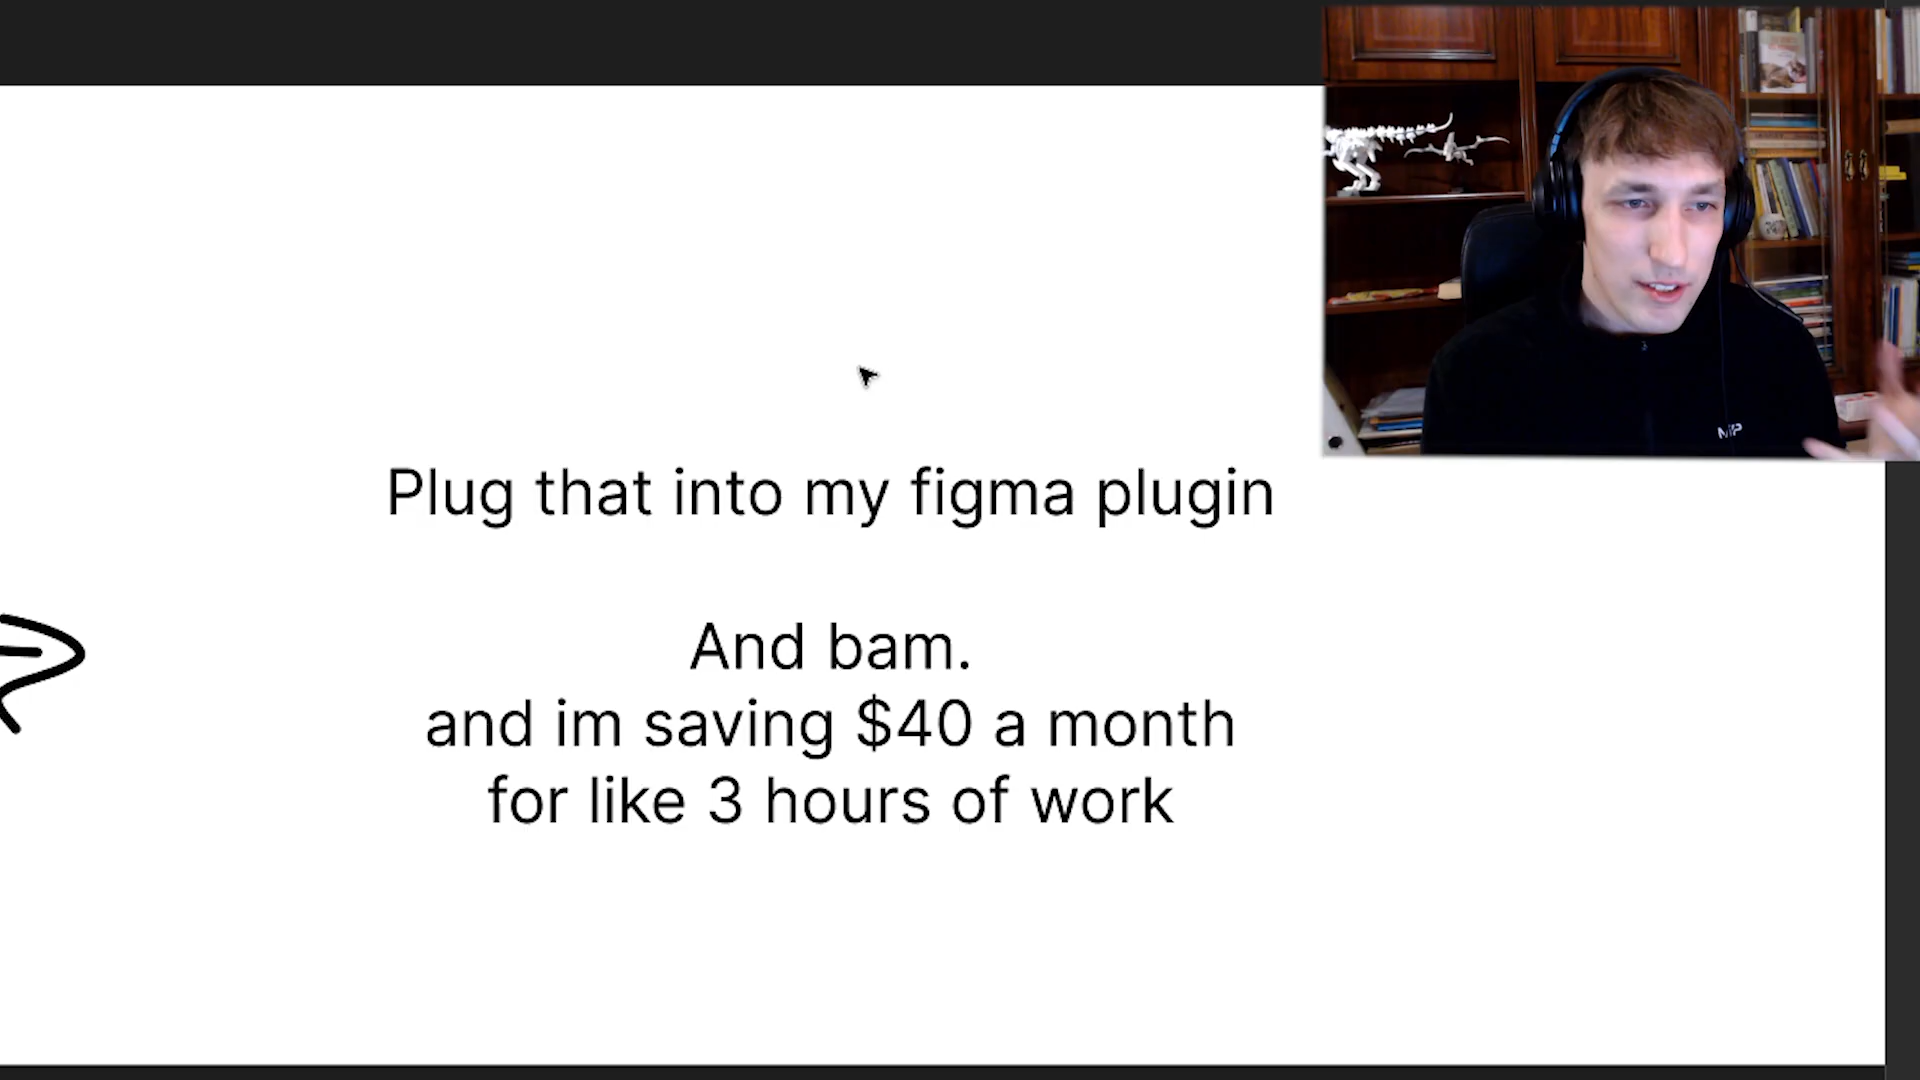 Plug that into my figma plugin
And bam.
and im saving $40 a month
for like 3 hours of work
MP